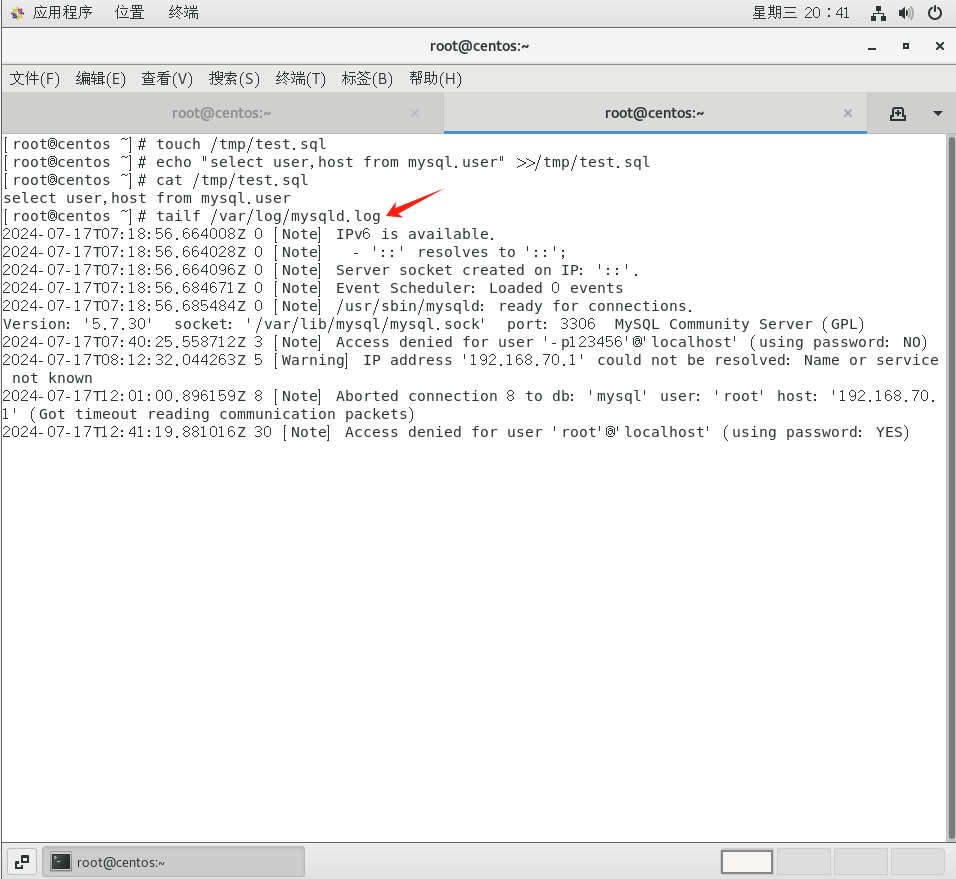 应用程序 位置 终端 星期三 20：41
root@centos:~
文件(F) 编辑(E) 查看(V) 搜索(S) 终端(T) 标签(B) 帮助(H)
root@centos:~ × root@centos:~ ×
[root@centos ~]# touch /tmp/test.sql
[root@centos ~]# echo "select user,host from mysql.user" >>/tmp/test.sql
[root@centos ~]# cat /tmp/test.sql
select user,host from mysql.user
[root@centos ~]# tailf /var/log/mysqld.log
2024-07-17T07:18:56.664008Z 0 [Note] IPv6 is available.
2024-07-17T07:18:56.664028Z 0 [Note]   - '::' resolves to '::';
2024-07-17T07:18:56.664096Z 0 [Note] Server socket created on IP: '::'.
2024-07-17T07:18:56.684671Z 0 [Note] Event Scheduler: Loaded 0 events
2024-07-17T07:18:56.685484Z 0 [Note] /usr/sbin/mysqld: ready for connections.
Version: '5.7.30'  socket: '/var/lib/mysql/mysql.sock'  port: 3306  MySQL Community Server (GPL)
2024-07-17T07:40:25.558712Z 3 [Note] Access denied for user '-p123456'@'localhost' (using password: NO)
2024-07-17T08:12:32.044263Z 5 [Warning] IP address '192.168.70.1' could not be resolved: Name or service
not known
2024-07-17T12:01:00.896159Z 8 [Note] Aborted connection 8 to db: 'mysql' user: 'root' host: '192.168.70.
1' (Got timeout reading communication packets)
2024-07-17T12:41:19.881016Z 30 [Note] Access denied for user 'root'@'localhost' (using password: YES)
root@centos:~